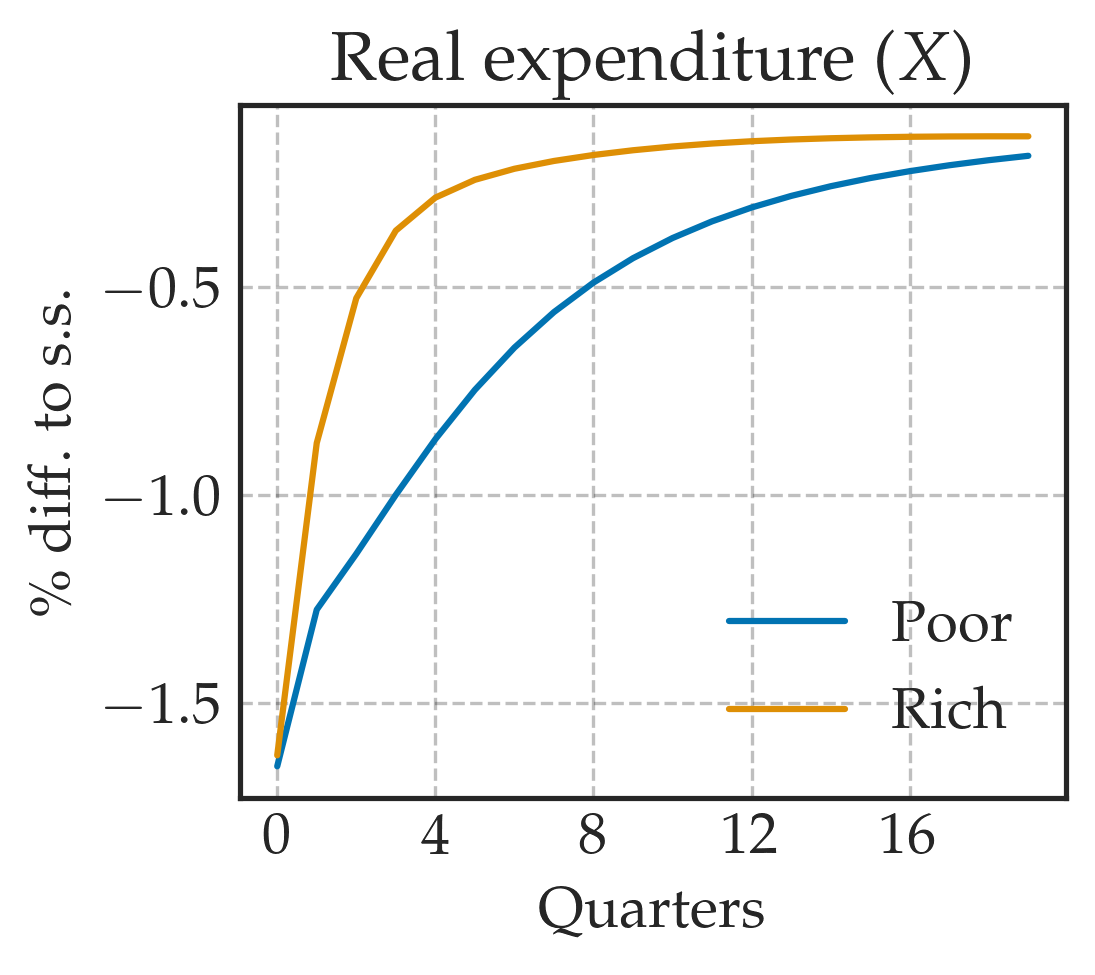 Real expenditure (X)
% diff. to s.s.
−0.5
−1.0
−1.5
Poor
Rich
0 4 8 12 16
Quarters